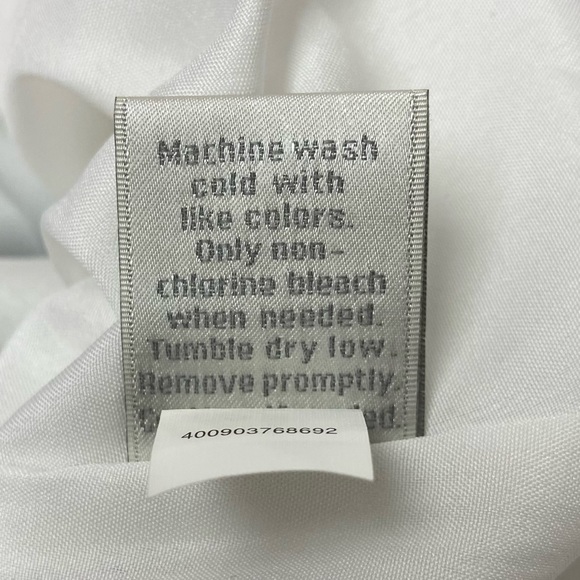 Machine wash
cold with
like colors.
Only non-
chlorine bleach
when needed.
Tumble dry low.
Remove promptly.
400903768692